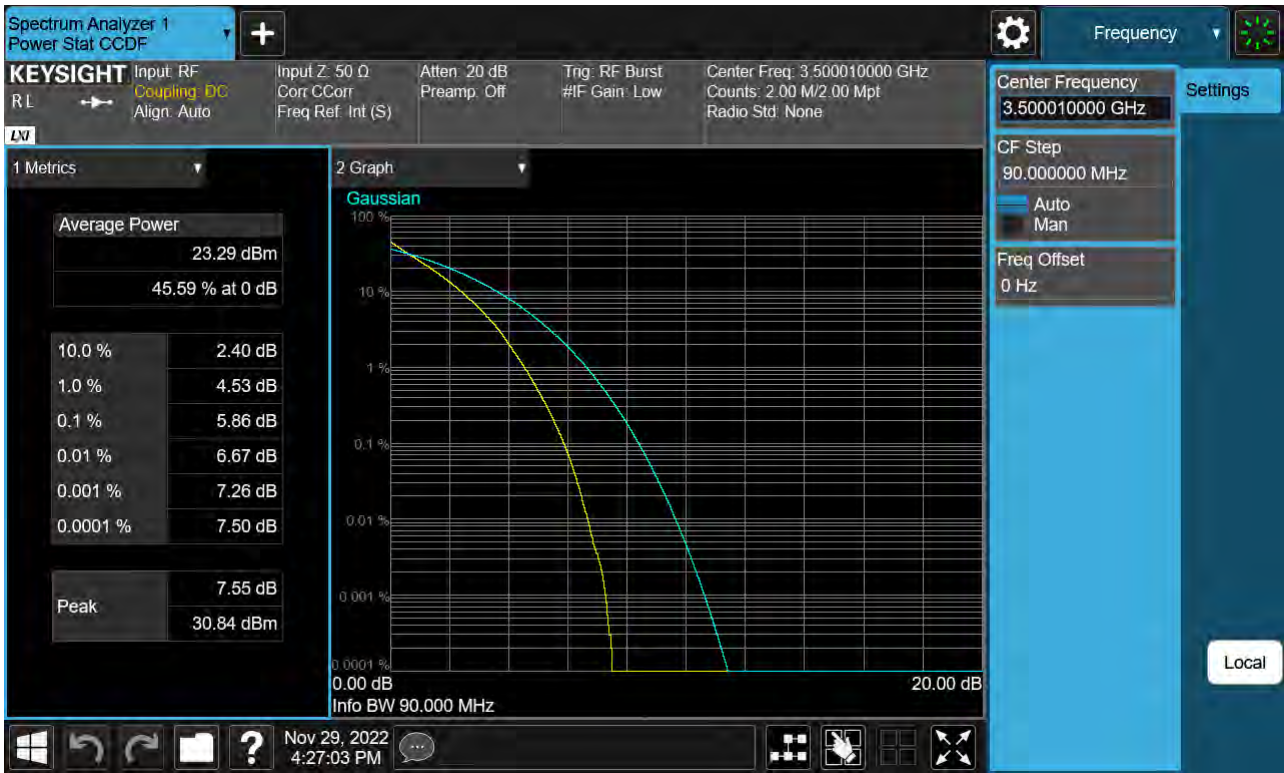 Spectrum Analyzer 1
Power Stat CCDF
+
Frequency
KEYSIGHT
RL
LXI
Input: RF
Coupling: DC
Align: Auto
Input Z: 50 Ω
Corr CCorr
Freq Ref: Int (S)
Atten: 20 dB
Preamp: Off
Trig: RF Burst
#IF Gain: Low
Center Freq: 3.500010000 GHz
Counts: 2.00 M/2.00 Mpt
Radio Std: None
1 Metrics
Average Power
23.29 dBm
45.59 % at 0 dB
10.0 % 2.40 dB
1.0 % 4.53 dB
0.1 % 5.86 dB
0.01 % 6.67 dB
0.001 % 7.26 dB
0.0001 % 7.50 dB
Peak
7.55 dB
30.84 dBm
2 Graph
Gaussian
100 %
10 %
1 %
0.1 %
0.01 %
0.001 %
0.0001 %
0.00 dB 20.00 dB
Info BW 90.000 MHz
Center Frequency
3.500010000 GHz
CF Step
90.000000 MHz
Auto
Man
Freq Offset
0 Hz
Settings
Local
?
Nov 29, 2022
4:27:03 PM